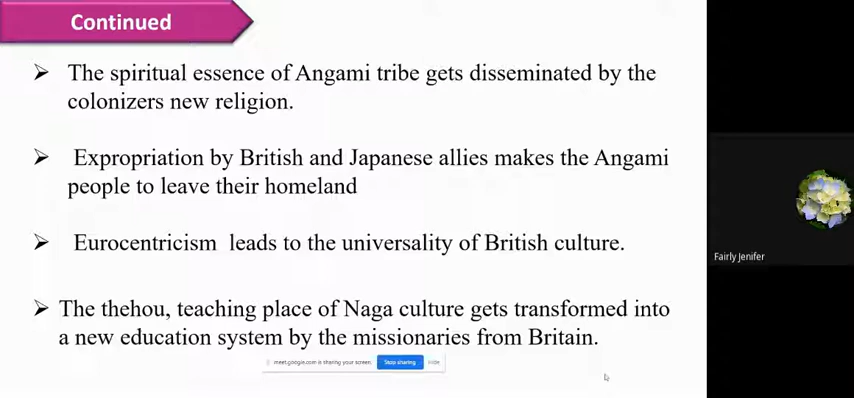 Continued
➢ The spiritual essence of Angami tribe gets disseminated by the
colonizers new religion.
➢ Expropriation by British and Japanese allies makes the Angami
people to leave their homeland
➢ Eurocentricism leads to the universality of British culture.
➢ The thehou, teaching place of Naga culture gets transformed into
a new education system by the missionaries from Britain.
meet.google.com is sharing your screen. Stop sharing Hide
Fairly Jenifer